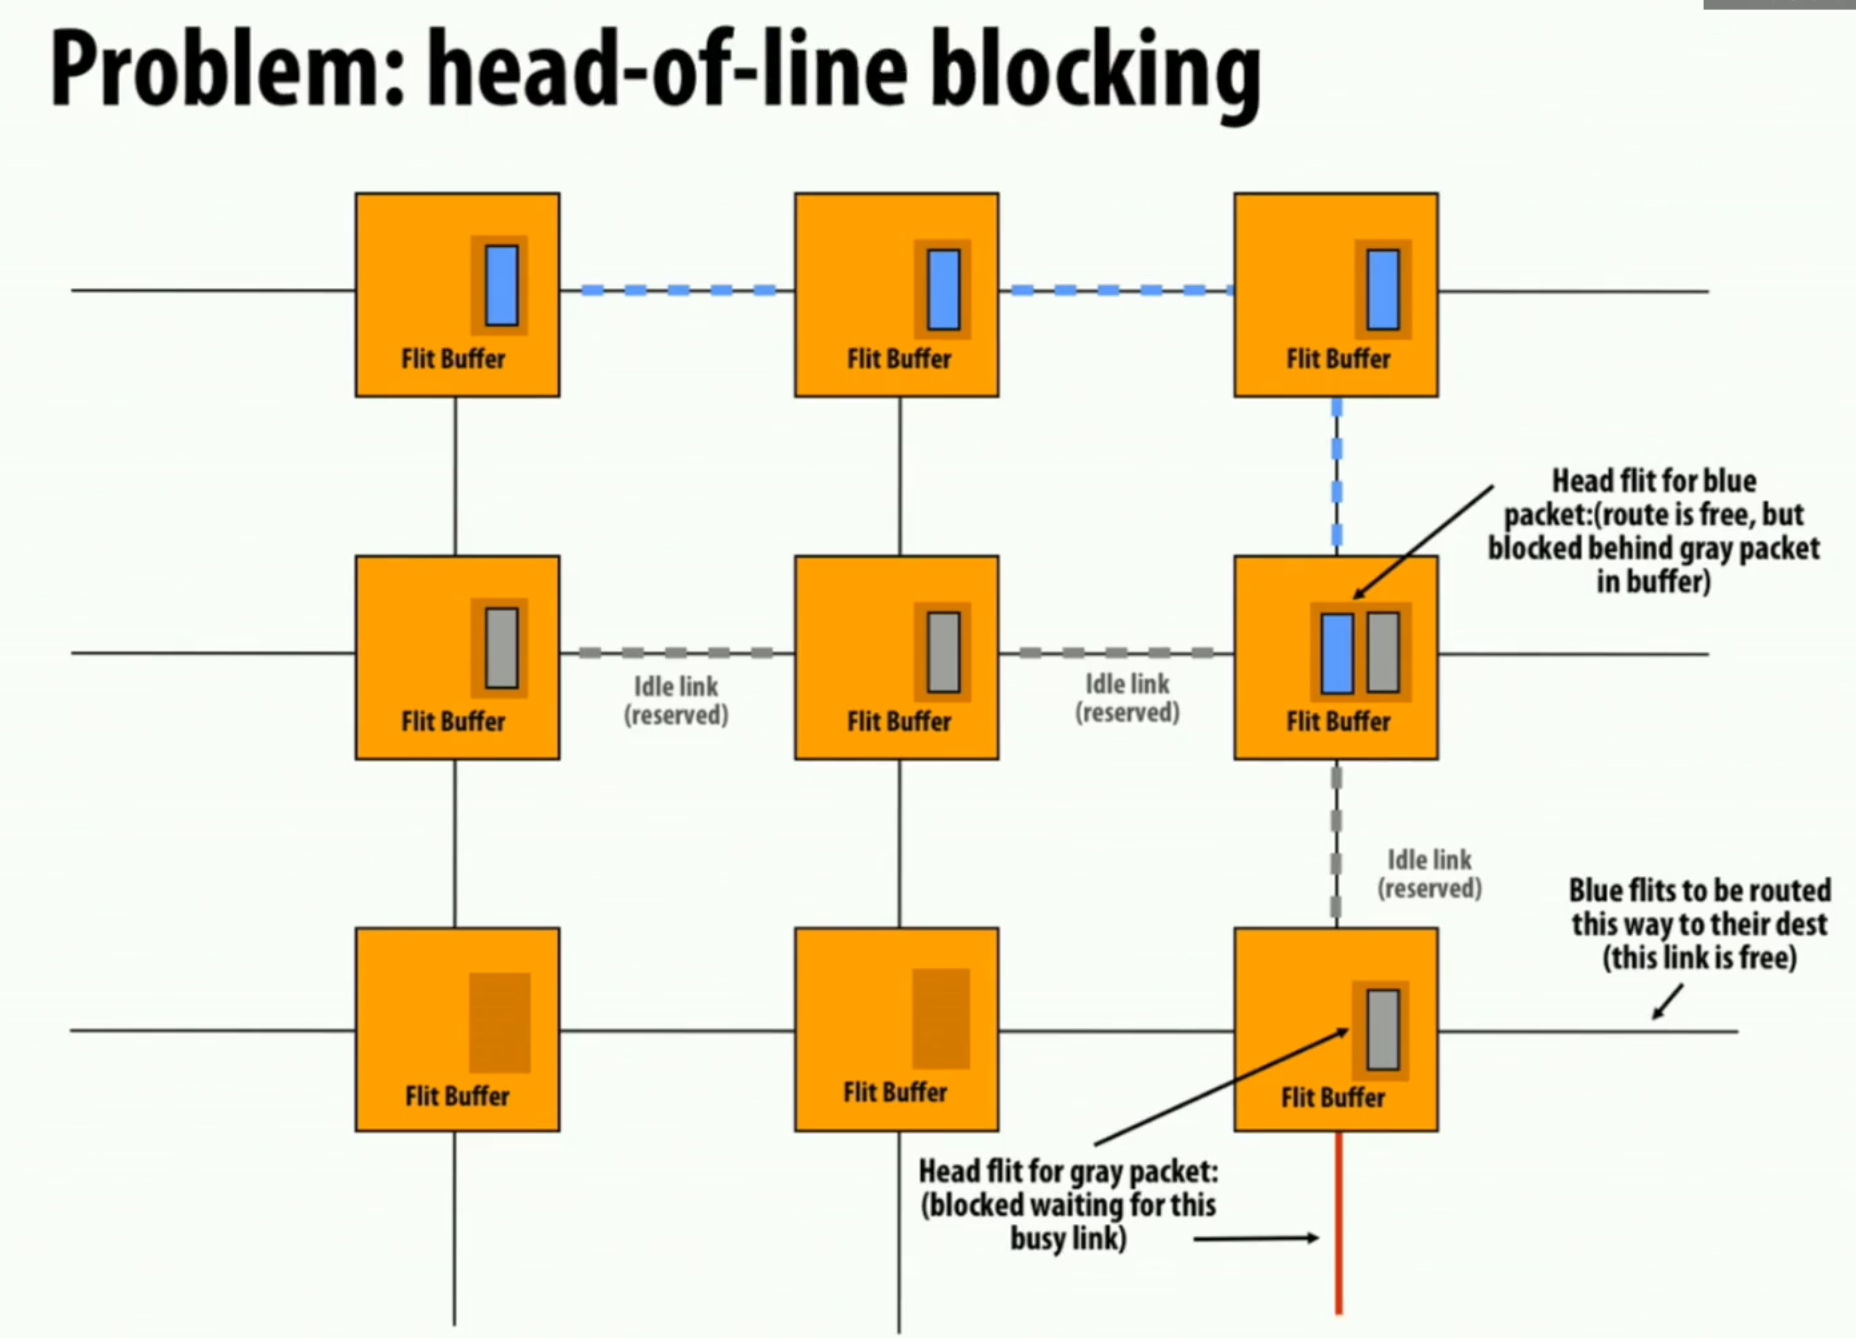 Problem: head-of-line blocking
Flit Buffer
Flit Buffer
Flit Buffer
Head flit for blue
packet:(route is free, but
blocked behind gray packet
in buffer)
Idle link
(reserved)
Idle link
(reserved)
Flit Buffer
Flit Buffer
Flit Buffer
Idle link
(reserved)
Blue flits to be routed
this way to their dest
(this link is free)
Flit Buffer
Flit Buffer
Flit Buffer
Head flit for gray packet:
(blocked waiting for this
busy link)